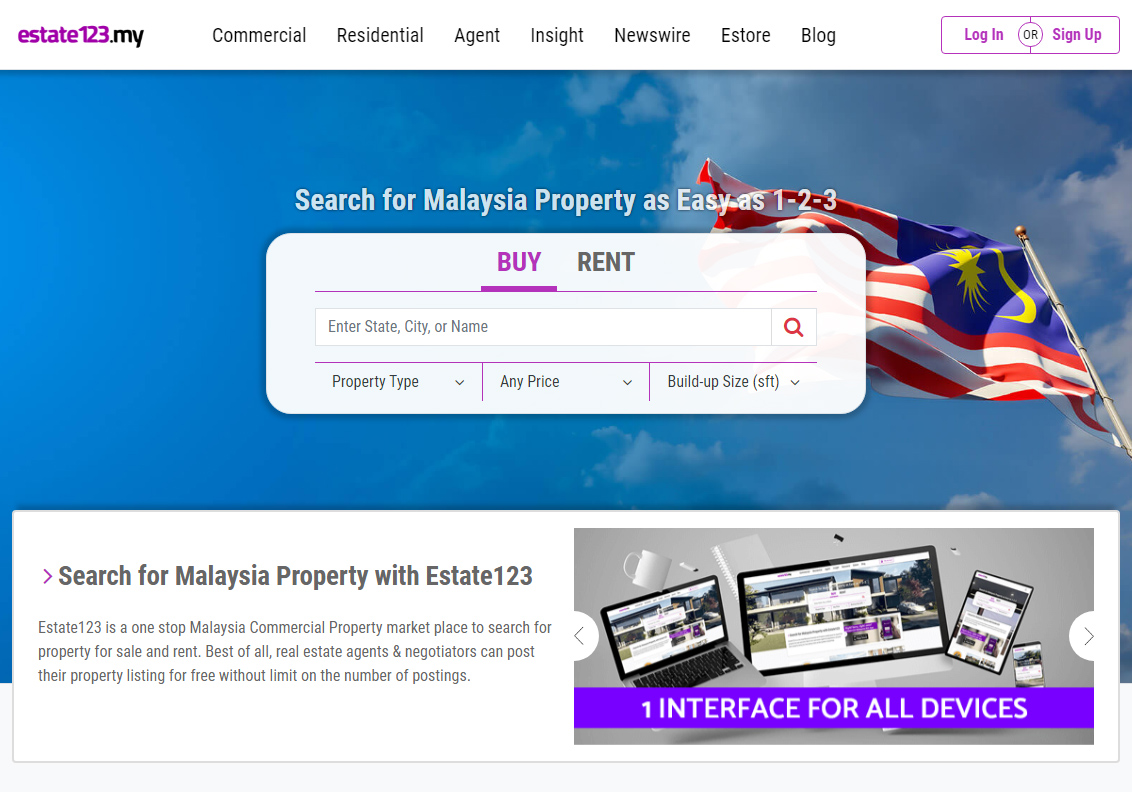 estate123.my
Commercial Residential Agent Insight Newswire Estore Blog
Log In OR Sign Up
Search for Malaysia Property as Easy as 1-2-3
BUY RENT
Enter State, City, or Name
Property Type Any Price Build-up Size (sft)
Search for Malaysia Property with Estate123
Estate123 is a one stop Malaysia Commercial Property market place to search for
property for sale and rent. Best of all, real estate agents & negotiators can post
their property listing for free without limit on the number of postings.
1 INTERFACE FOR ALL DEVICES